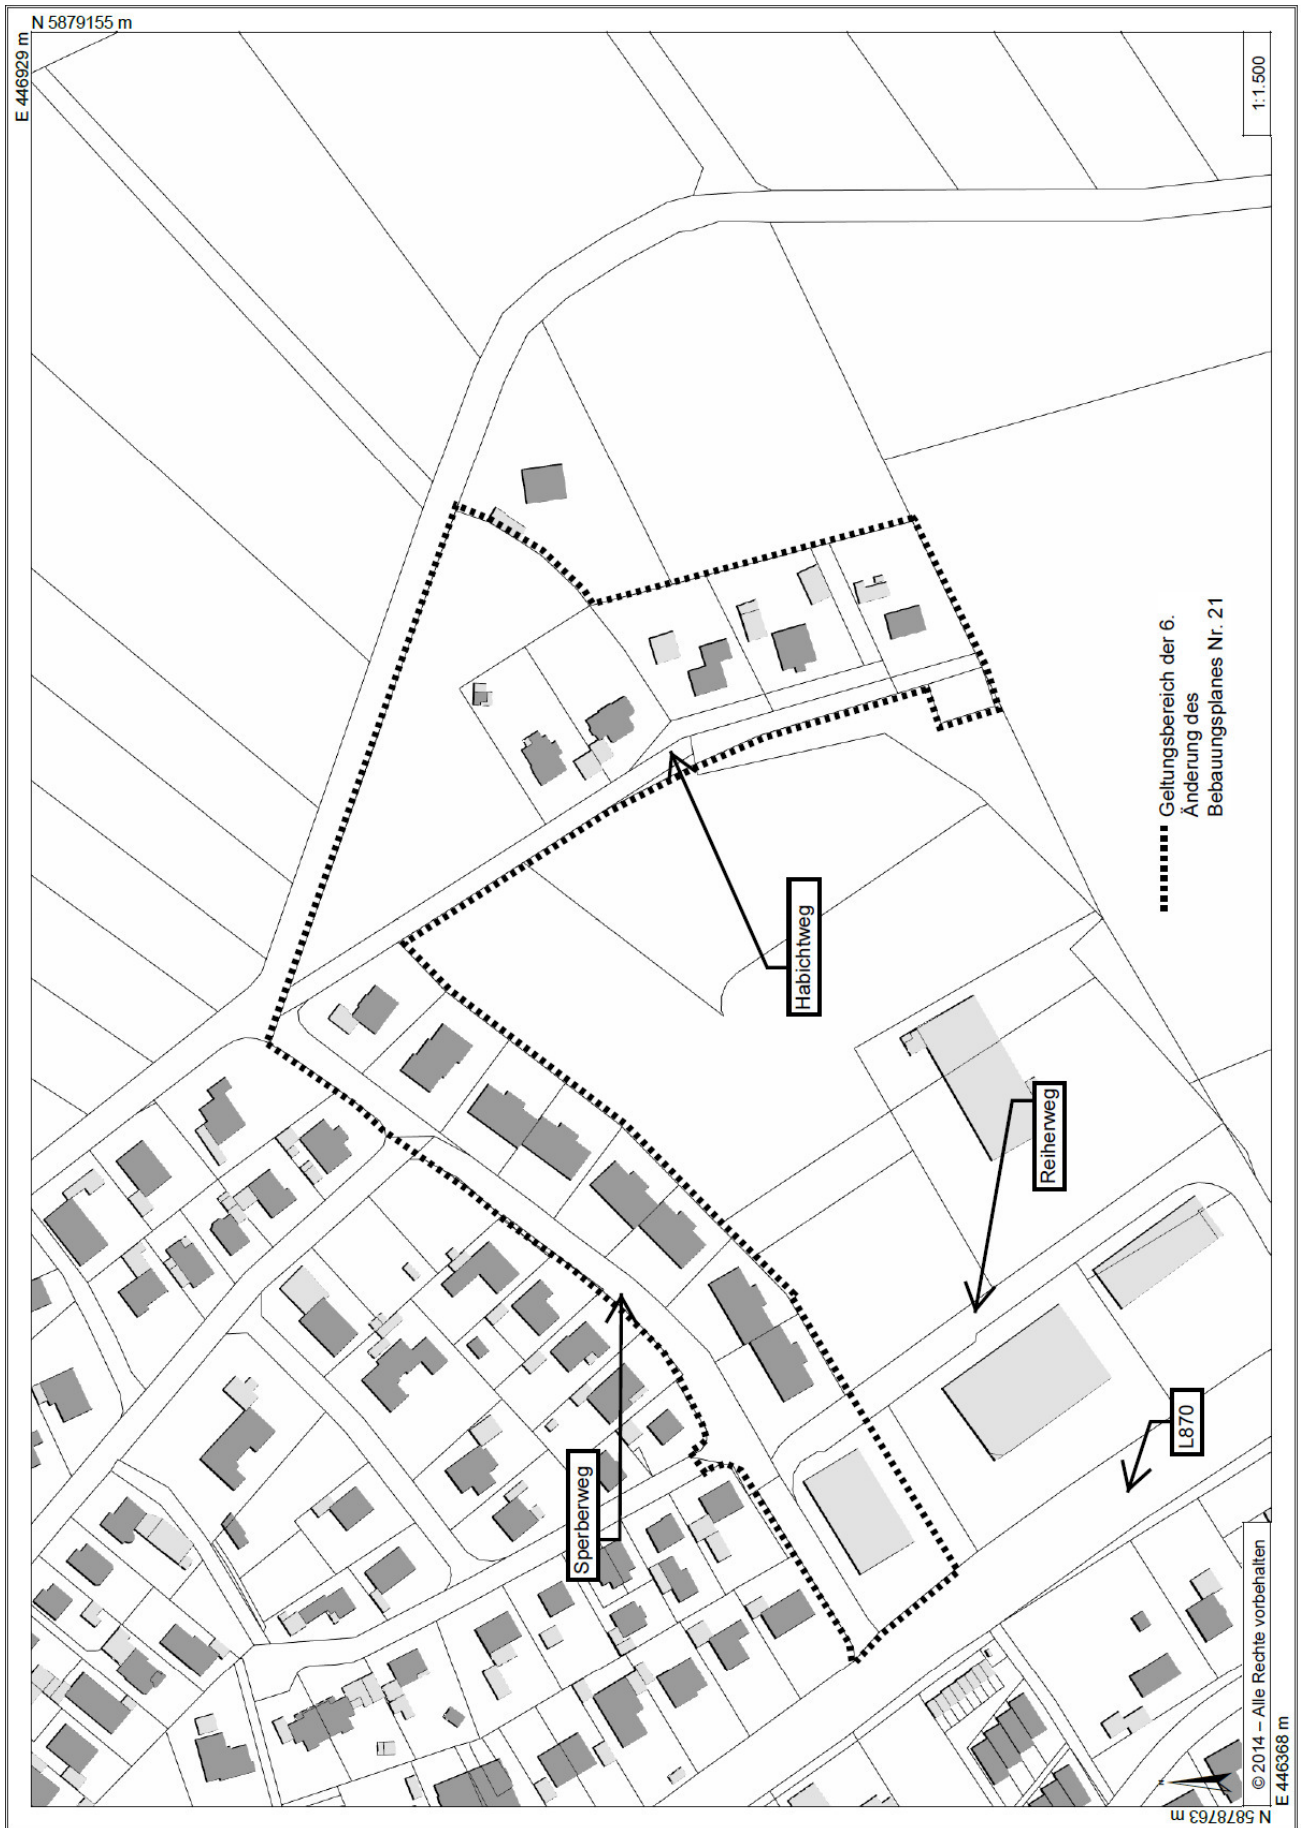 N 5879155 m
E 446929 m
1:1.500
Geltungsbereich der 6.
Änderung des
Bebauungsplanes Nr. 21
Habichtweg
Reiherweg
Sperberweg
L870
© 2014 – Alle Rechte vorbehalten
E 446368 m
N 5878763 m